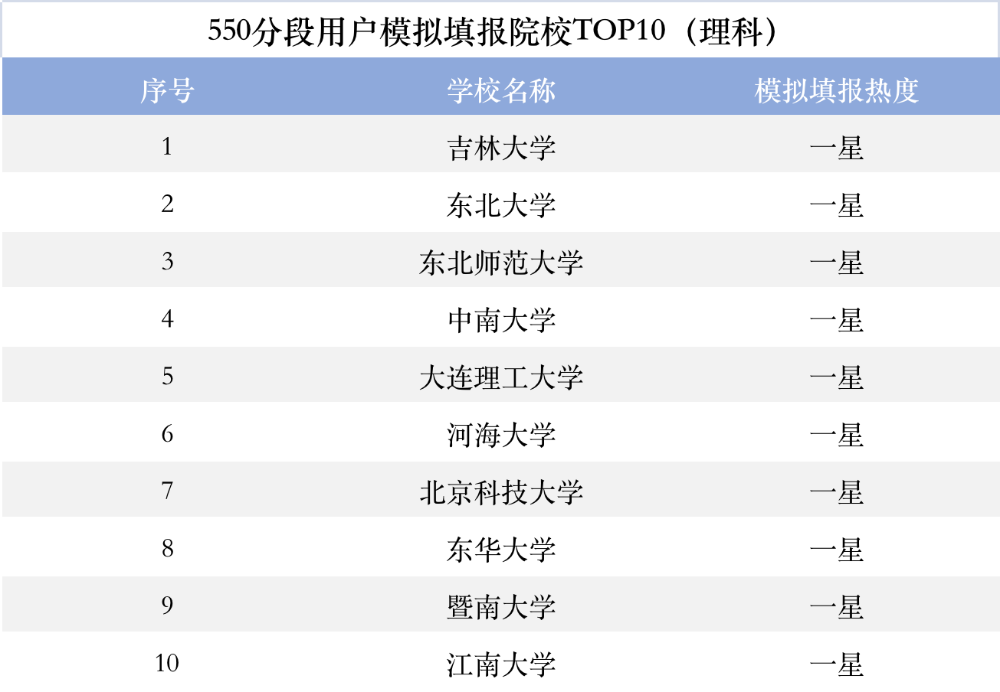 550分段用户模拟填报院校TOP10（理科）
序号 学校名称 模拟填报热度
1 吉林大学 一星
2 东北大学 一星
3 东北师范大学 一星
4 中南大学 一星
5 大连理工大学 一星
6 河海大学 一星
7 北京科技大学 一星
8 东华大学 一星
9 暨南大学 一星
10 江南大学 一星